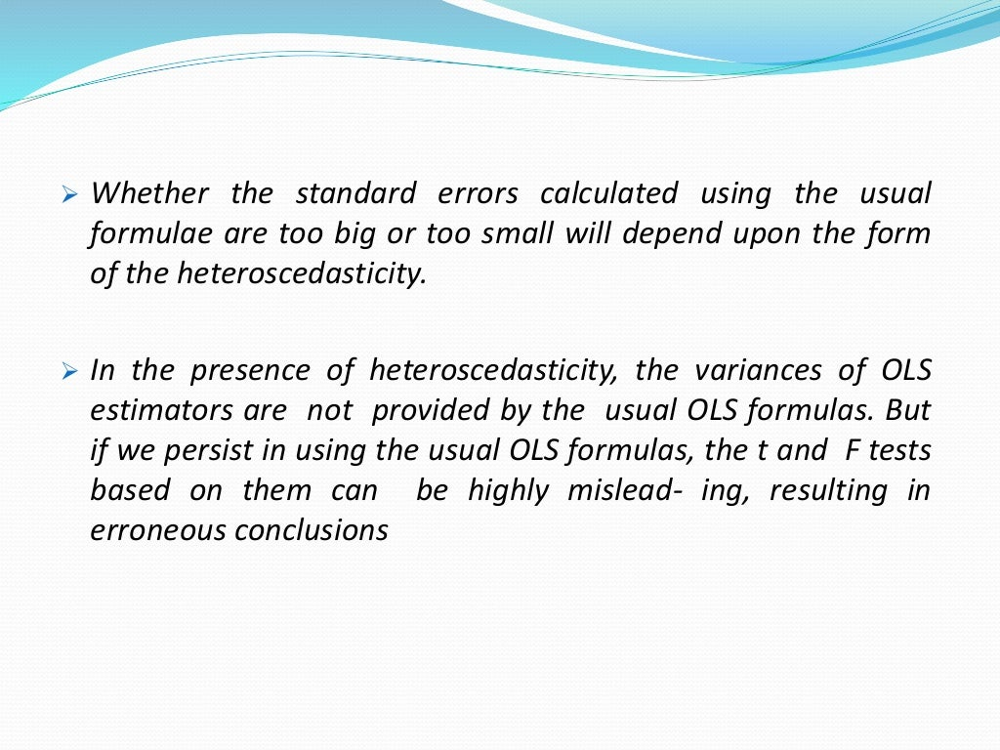 Whether the standard errors calculated using the usual
formulae are too big or too small will depend upon the form
of the heteroscedasticity.
In the presence of heteroscedasticity, the variances of OLS
estimators are not provided by the usual OLS formulas. But
if we persist in using the usual OLS formulas, the t and F tests
based on them can be highly mislead- ing, resulting in
erroneous conclusions